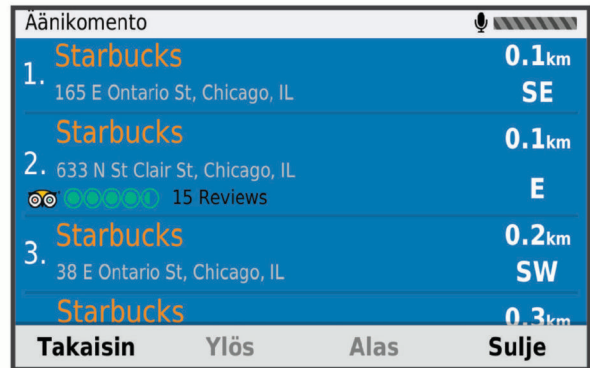 Äänikomento
Starbucks 0.1km
1.
165 E Ontario St, Chicago, IL SE
Starbucks 0.1km
2. 633 N St Clair St, Chicago, IL
E
15 Reviews
Starbucks 0.2km
3.
38 E Ontario St, Chicago, IL SW
Starbucks 0.3km
Takaisin Ylös Alas Sulje